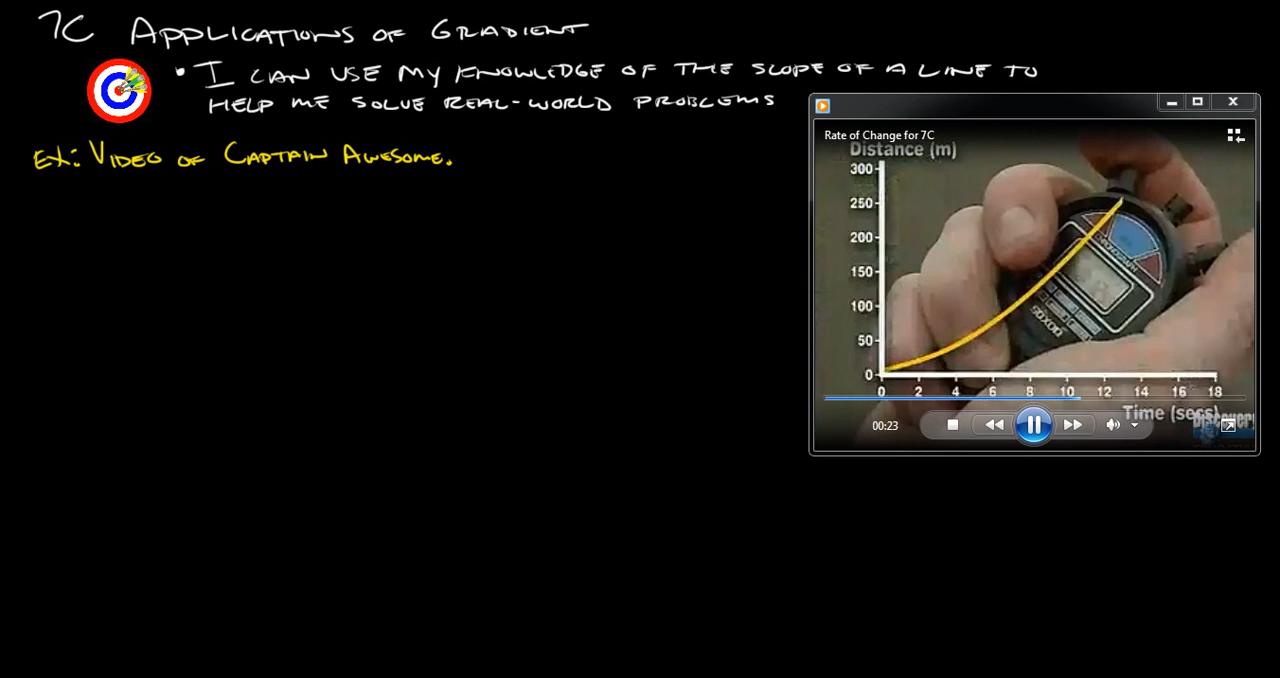 7C APPLICATIONS OF GRADIENT
• I CAN USE MY KNOWLEDGE OF THE SLOPE OF A LINE TO
HELP ME SOLVE REAL-WORLD PROBLEMS
EX: VIDEO OF CAPTAIN AWESOME.
Rate of Change for 7C
Distance (m)
300
250
200
150
100
50
0
0 2 4 6 8 10 12 14 16 18
Time (secs)
00:23